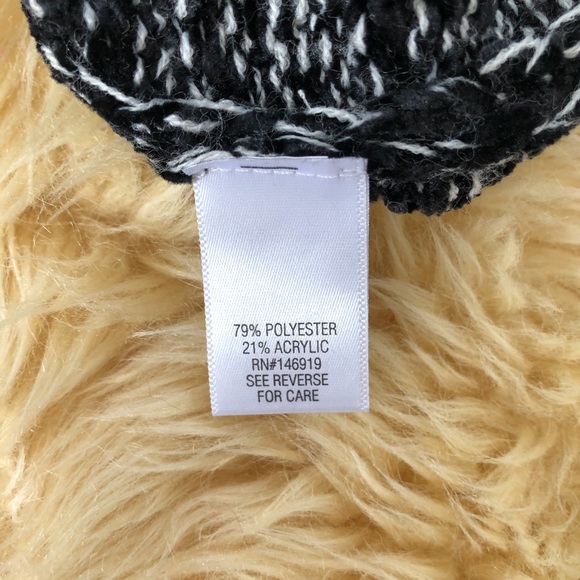 79% POLYESTER
21% ACRYLIC
RN#146919
SEE REVERSE
FOR CARE